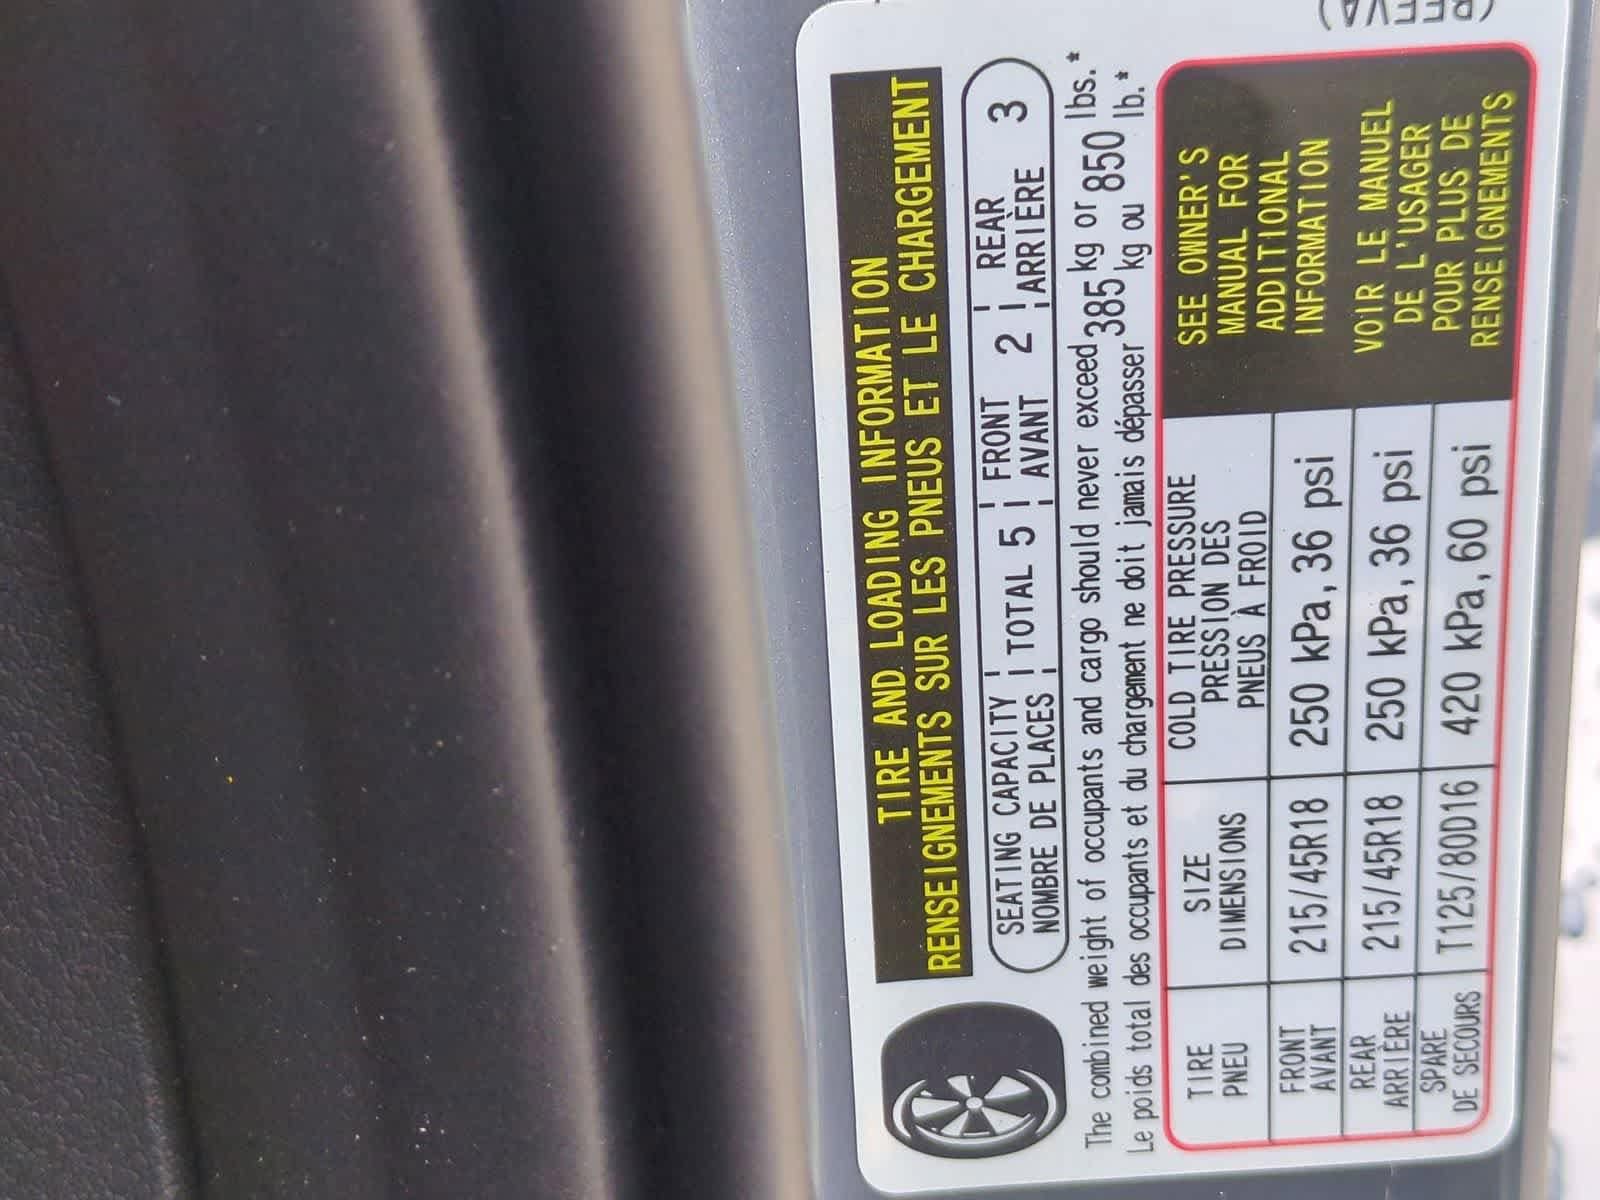 (BEEVA)
TIRE AND LOADING INFORMATION
RENSEIGNEMENTS SUR LES PNEUS ET LE CHARGEMENT
SEATING CAPACITY
NOMBRE DE PLACES
TOTAL 5
FRONT
AVANT
2
REAR
ARRIÈRE
3
The combined weight of occupants and cargo should never exceed 385 kg or 850 lbs.*
Le poids total des occupants et du chargement ne doit jamais dépasser 385 kg ou 850 lb.*
TIRE
PNEU
SIZE
DIMENSIONS
COLD TIRE PRESSURE
PRESSION DES
PNEUS À FROID
FRONT
AVANT
215/45R18
250 kPa, 36 psi
REAR
ARRIÈRE
215/45R18
250 kPa, 36 psi
SPARE
DE SECOURS
T125/80D16
420 kPa, 60 psi
SEE OWNER'S
MANUAL FOR
ADDITIONAL
INFORMATION
VOIR LE MANUEL
DE L'USAGER
POUR PLUS DE
RENSEIGNEMENTS